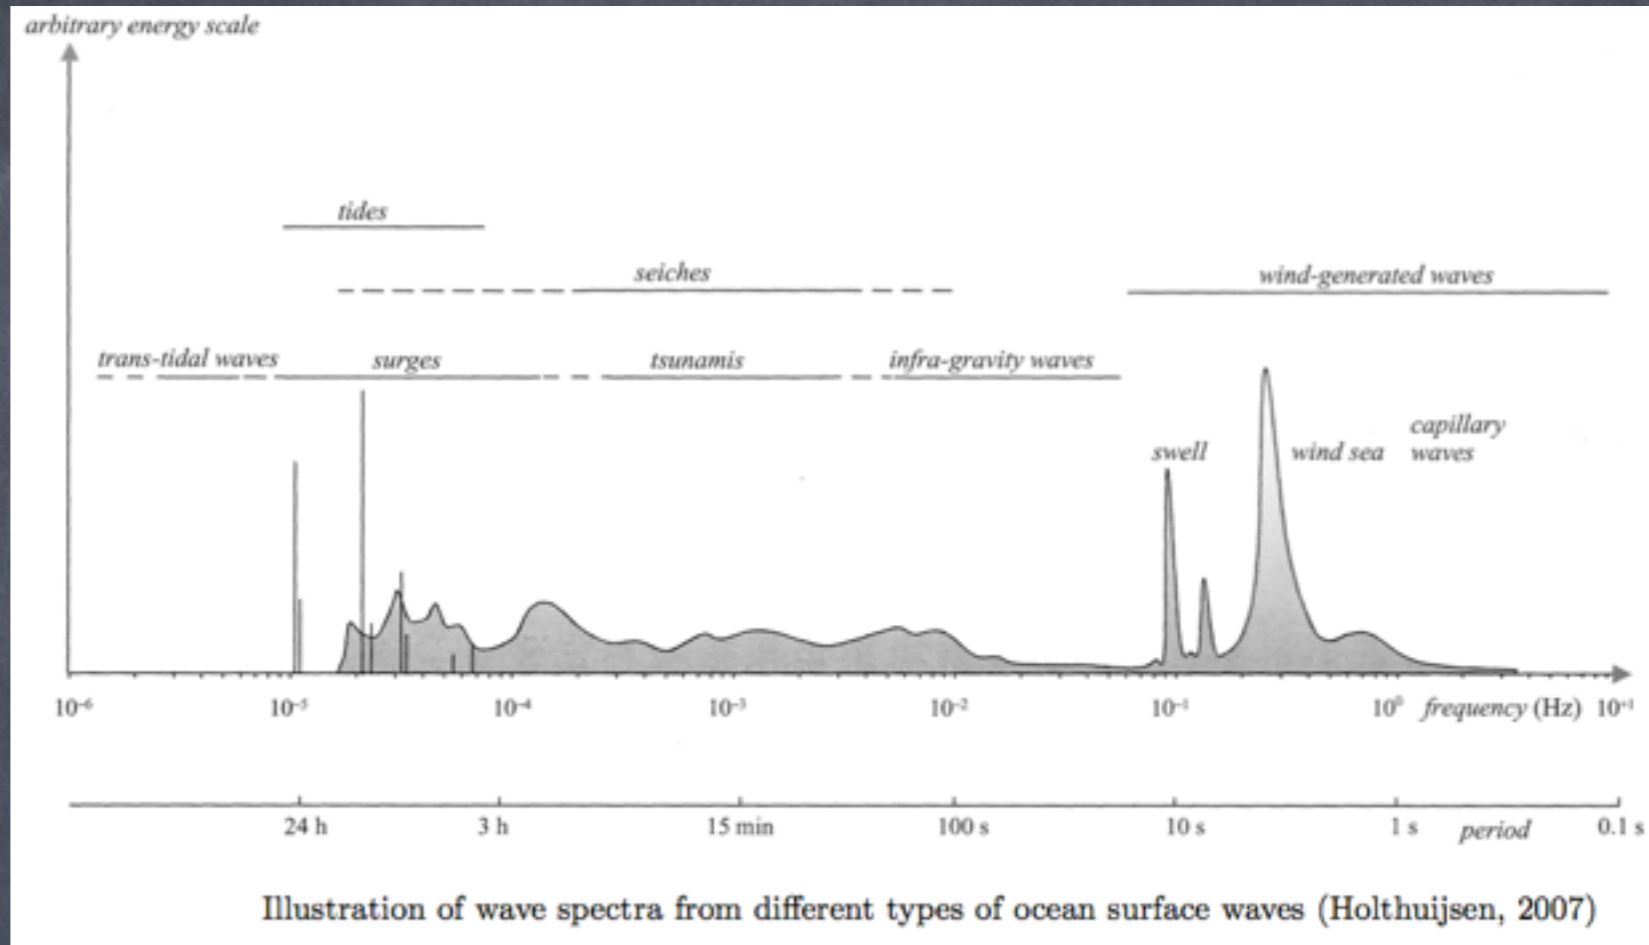 arbitrary energy scale
tides
seiches
wind-generated waves
trans-tidal waves surges tsunamis infra-gravity waves
capillary
swell wind sea waves
10⁻⁶ 10⁻⁵ 10⁻⁴ 10⁻³ 10⁻² 10⁻¹ 10⁰ frequency (Hz) 10⁺¹
24 h 3 h 15 min 100 s 10 s 1 s period 0.1 s
Illustration of wave spectra from different types of ocean surface waves (Holthuijsen, 2007)